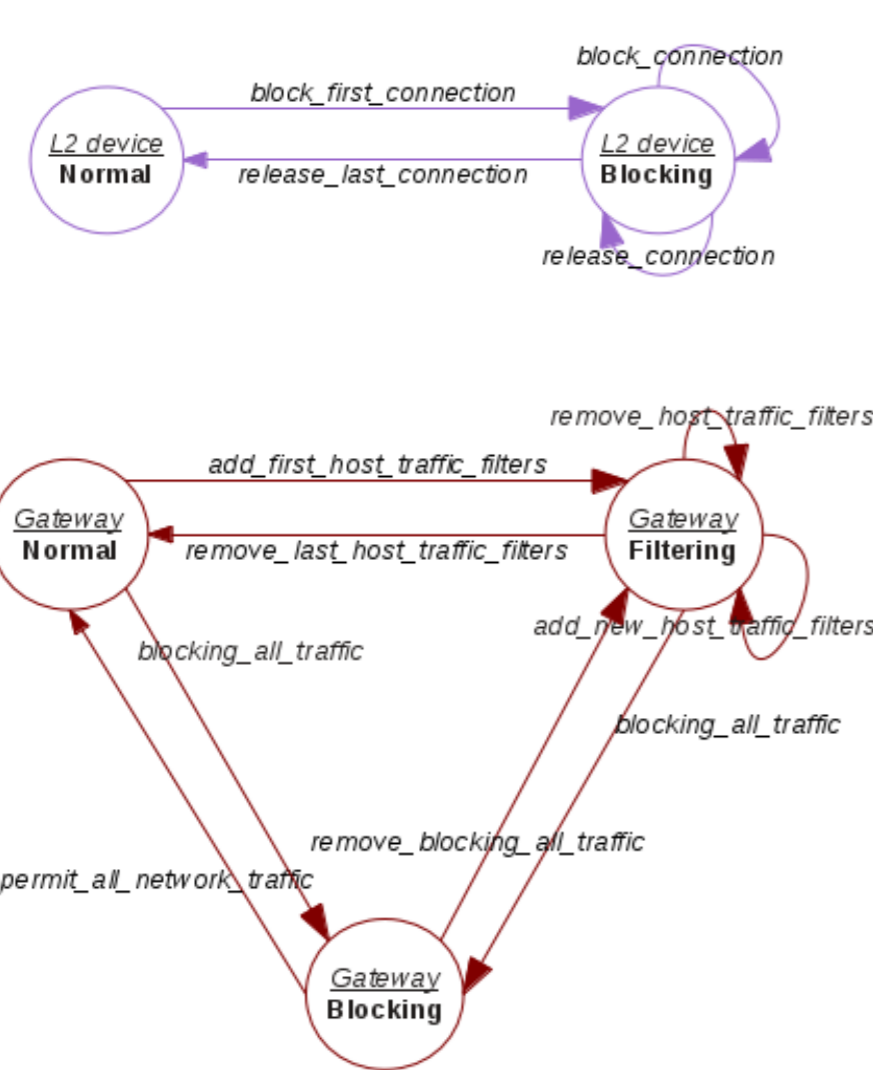 block_connection
block_first_connection
L2 device
Normal
L2 device
Blocking
release_last_connection
release_connection
remove_host_traffic_filters
add_first_host_traffic_filters
Gateway
Normal
Gateway
Filtering
remove_last_host_traffic_filters
add_new_host_traffic_filters
blocking_all_traffic
blocking_all_traffic
remove_blocking_all_traffic
permit_all_network_traffic
Gateway
Blocking